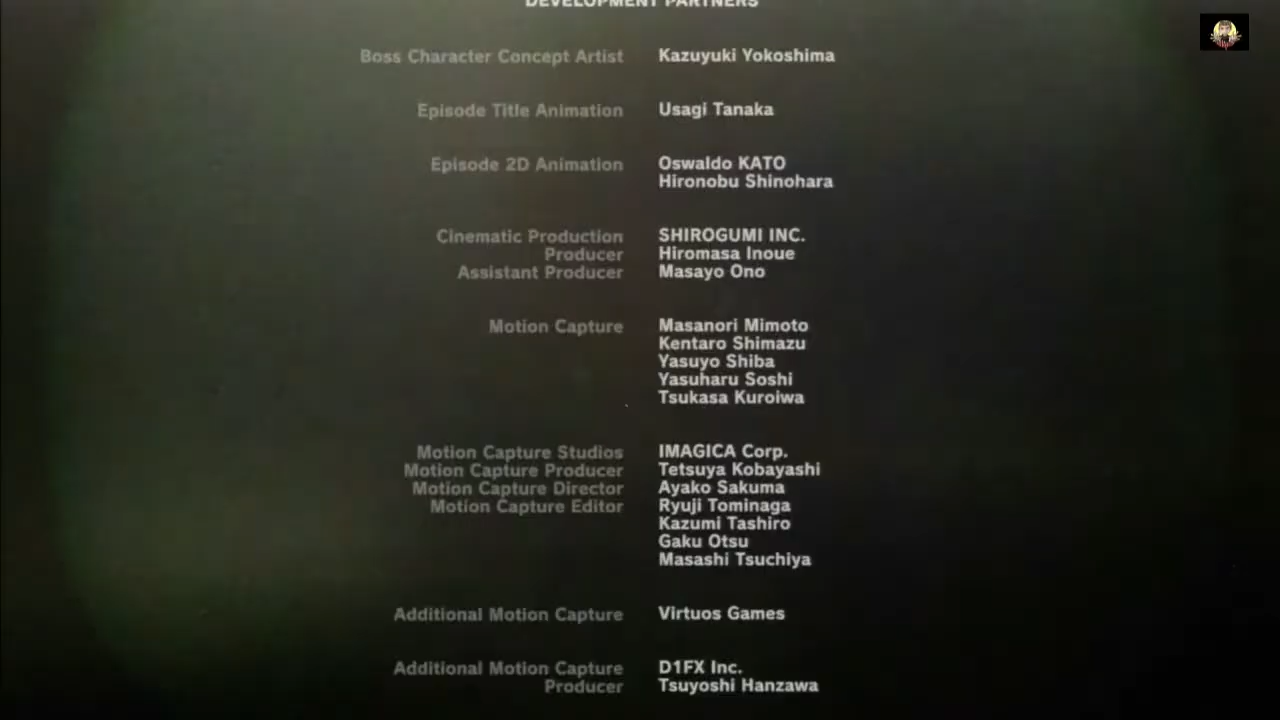 DEVELOPMENT PARTNERS
Boss Character Concept Artist Kazuyuki Yokoshima
Episode Title Animation Usagi Tanaka
Episode 2D Animation Oswaldo KATO
Hironobu Shinohara
Cinematic Production SHIROGUMI INC.
Producer Hiromasa Inoue
Assistant Producer Masayo Ono
Motion Capture Masanori Mimoto
Kentaro Shimazu
Yasuyo Shiba
Yasuharu Soshi
Tsukasa Kuroiwa
Motion Capture Studios IMAGICA Corp.
Motion Capture Producer Tetsuya Kobayashi
Motion Capture Director Ayako Sakuma
Motion Capture Editor Ryuji Tominaga
Kazumi Tashiro
Gaku Otsu
Masashi Tsuchiya
Additional Motion Capture Virtuos Games
Additional Motion Capture D1FX Inc.
Producer Tsuyoshi Hanzawa